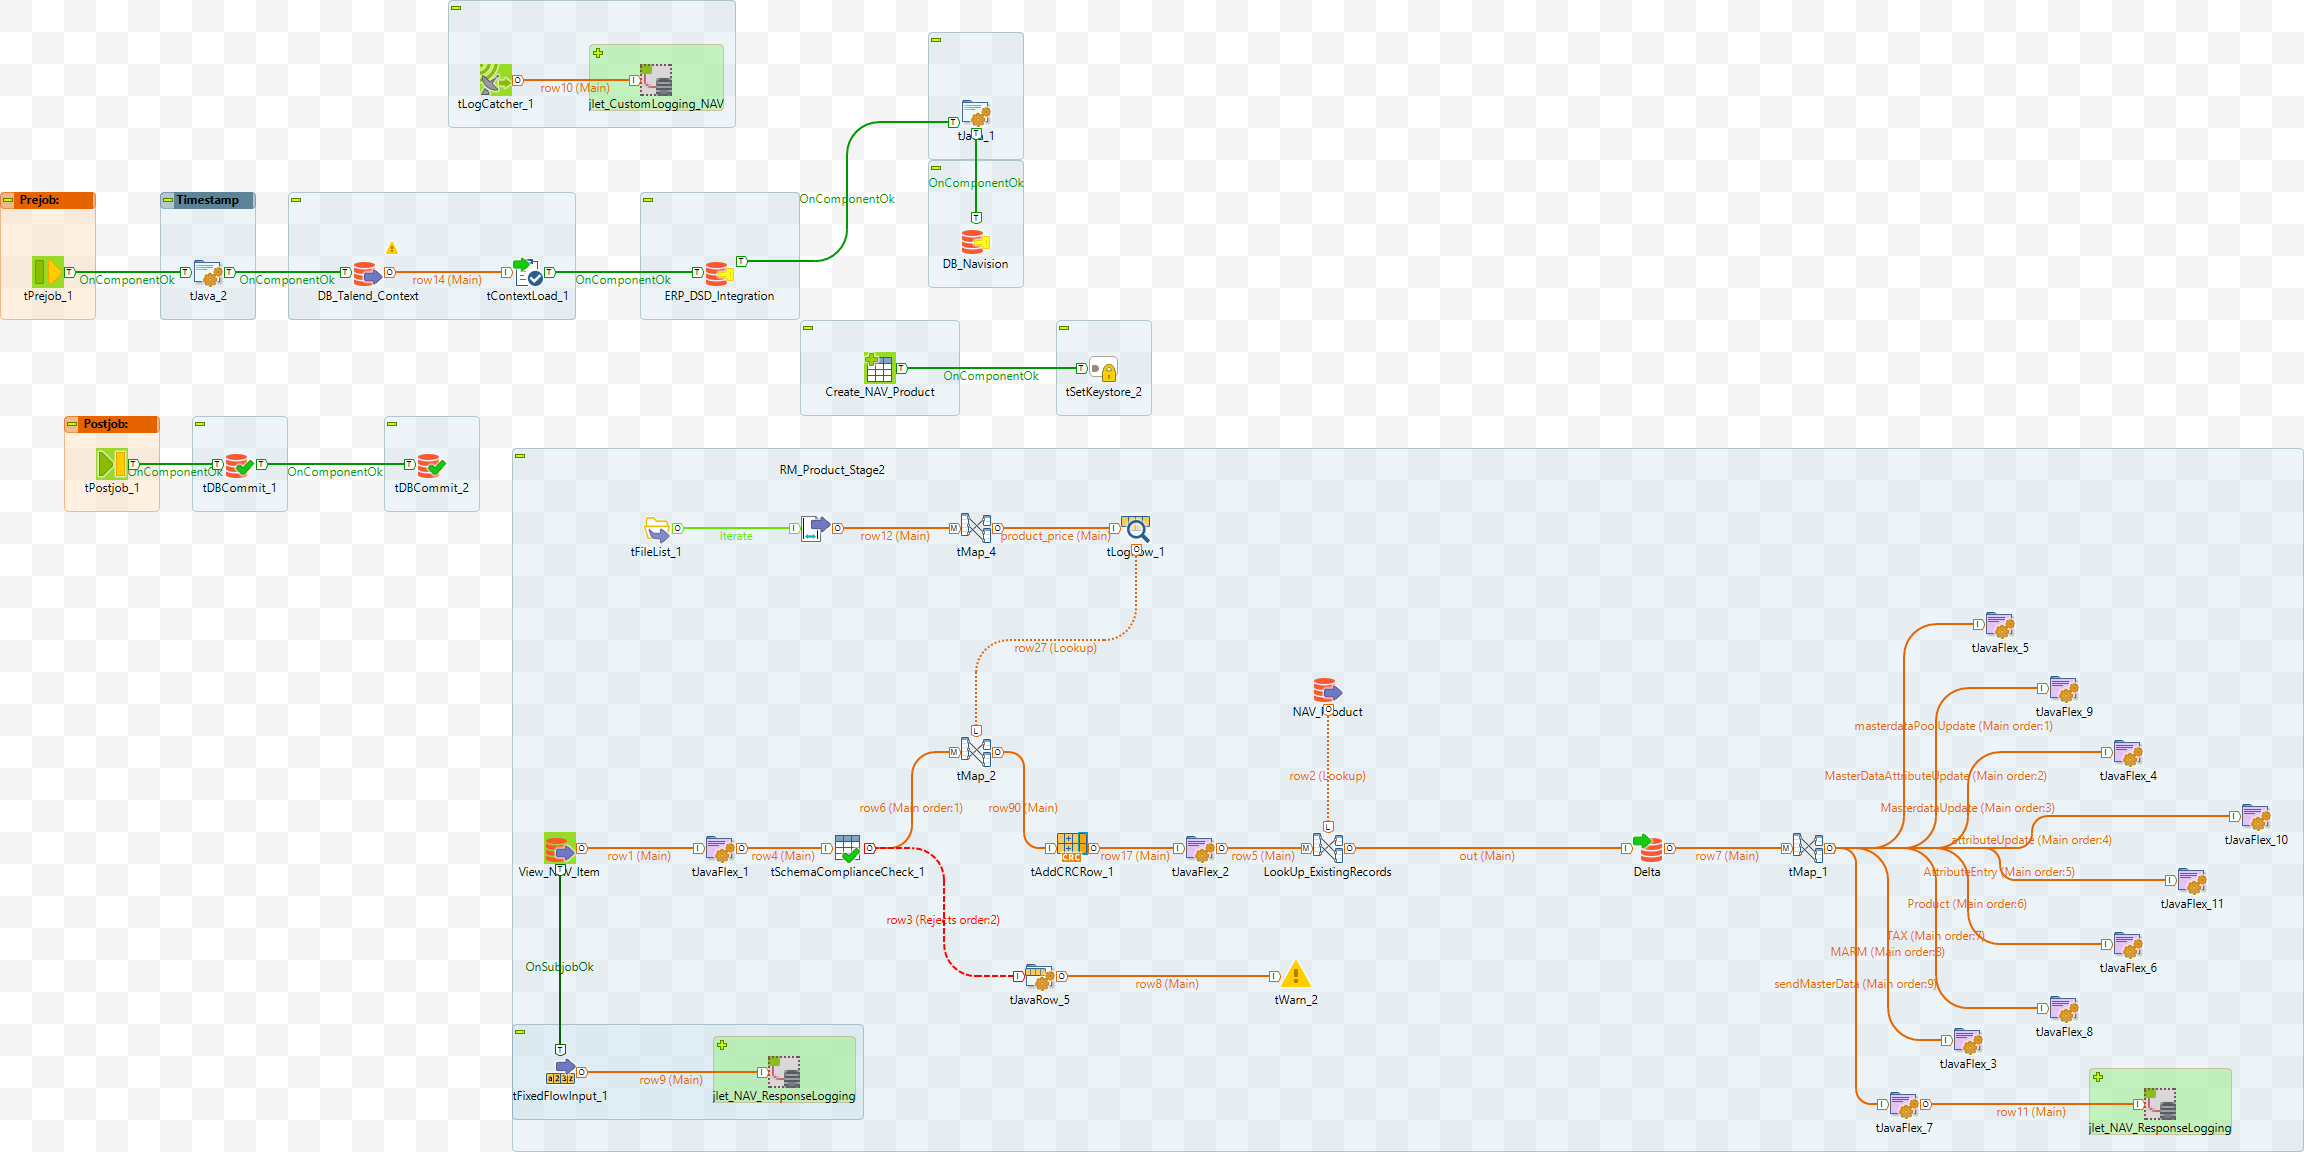 row10 (Main)
tLogCatcher_1
jlet_CustomLogging_NAV
OnComponentOk
DB_Navision
OnComponentOk
Prejob:
Timestamp
OnComponentOk
OnComponentOk
row14 (Main)
OnComponentOk
tPrejob_1
tJava_2
DB_Talend_Context
tContextLoad_1
ERP_DSD_Integration
OnComponentOk
Create_NAV_Product
tSetKeystore_2
Postjob:
OnComponentOk
OnComponentOk
tPostjob_1
tDBCommit_1
tDBCommit_2
RM_Product_Stage2
Iterate
row12 (Main)
product_price (Main)
tFileList_1
tMap_4
row27 (Lookup)
tJavaFlex_5
tJavaFlex_9
masterdataPoolUpdate (Main order:1)
tMap_2
row2 (Lookup)
MasterDataAttributeUpdate (Main order:2)
tJavaFlex_4
row6 (Main order:1)
row90 (Main)
MasterdataUpdate (Main order:3)
attributeUpdate (Main order:4)
tJavaFlex_10
row1 (Main)
row4 (Main)
row17 (Main)
row5 (Main)
out (Main)
row7 (Main)
tJavaFlex_1
tSchemaComplianceCheck_1
tAddCRCRow_1
tJavaFlex_2
LookUp_ExistingRecords
Delta
tMap_1
AttributeEntry (Main order:5)
Product (Main order:6)
tJavaFlex_11
row3 (Rejects order:2)
TAX (Main order:7)
MARM (Main order:8)
OnSubjobOk
tJavaFlex_6
row8 (Main)
sendMasterData (Main order:9)
tJavaRow_5
tWarn_2
tJavaFlex_8
tJavaFlex_3
row9 (Main)
tFixedFlowInput_1
jlet_NAV_ResponseLogging
row11 (Main)
tJavaFlex_7
jlet_NAV_ResponseLogging